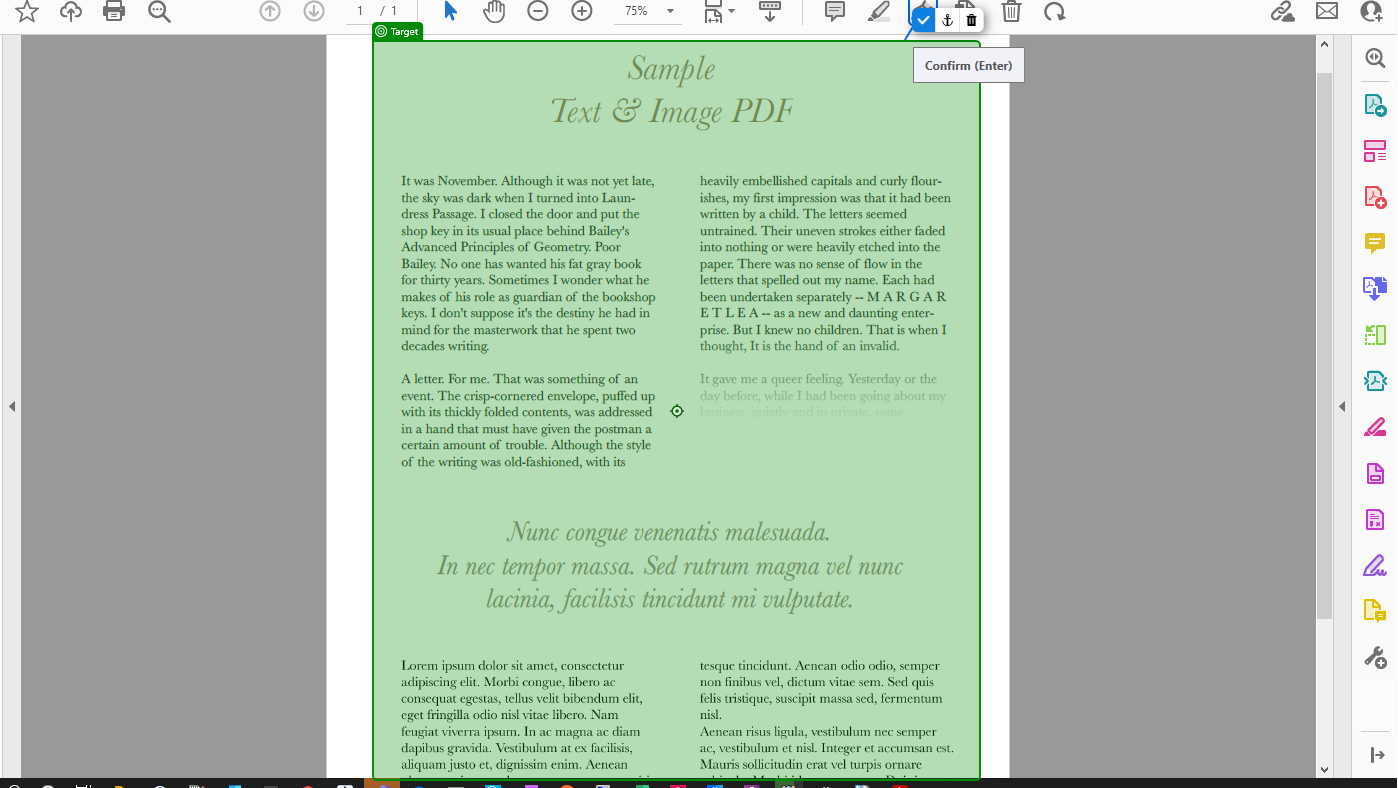 1 / 1
75%
Target
Confirm (Enter)
Sample
Text & Image PDF
It was November. Although it was not yet late,
the sky was dark when I turned into Laun-
dress Passage. I closed the door and put the
shop key in its usual place behind Bailey's
Advanced Principles of Geometry. Poor
Bailey. No one has wanted his fat gray book
for thirty years. Sometimes I wonder what he
makes of his role as guardian of the bookshop
keys. I don't suppose it's the destiny he had in
mind for the masterwork that he spent two
decades writing.
A letter. For me. That was something of an
event. The crisp-cornered envelope, puffed up
with its thickly folded contents, was addressed
in a hand that must have given the postman a
certain amount of trouble. Although the style
of the writing was old-fashioned, with its
heavily embellished capitals and curly flour-
ishes, my first impression was that it had been
written by a child. The letters seemed
untrained. Their uneven strokes either faded
into nothing or were heavily etched into the
paper. There was no sense of flow in the
letters that spelled out my name. Each had
been undertaken separately -- M A R G A R
E T L E A -- as a new and daunting enter-
prise. But I knew no children. That is when I
thought, It is the hand of an invalid.
It gave me a queer feeling. Yesterday or the
day before, while I had been going about my
business, quietly and in private, some
Nunc congue venenatis malesuada.
In nec tempor massa. Sed rutrum magna vel nunc
lacinia, facilisis tincidunt mi vulputate.
Lorem ipsum dolor sit amet, consectetur
adipiscing elit. Morbi congue, libero ac
consequat egestas, tellus velit bibendum elit,
eget fringilla odio nisl vitae libero. Nam
feugiat viverra ipsum. In ac magna ac diam
dapibus gravida. Vestibulum at ex facilisis,
aliquam justo et, dignissim enim. Aenean
tesque tincidunt. Aenean odio odio, semper
non finibus vel, dictum vitae sem. Sed quis
felis tristique, suscipit massa sed, fermentum
nisl.
Aenean risus ligula, vestibulum nec semper
ac, vestibulum et nisl. Integer et accumsan est.
Mauris sollicitudin erat vel turpis ornare